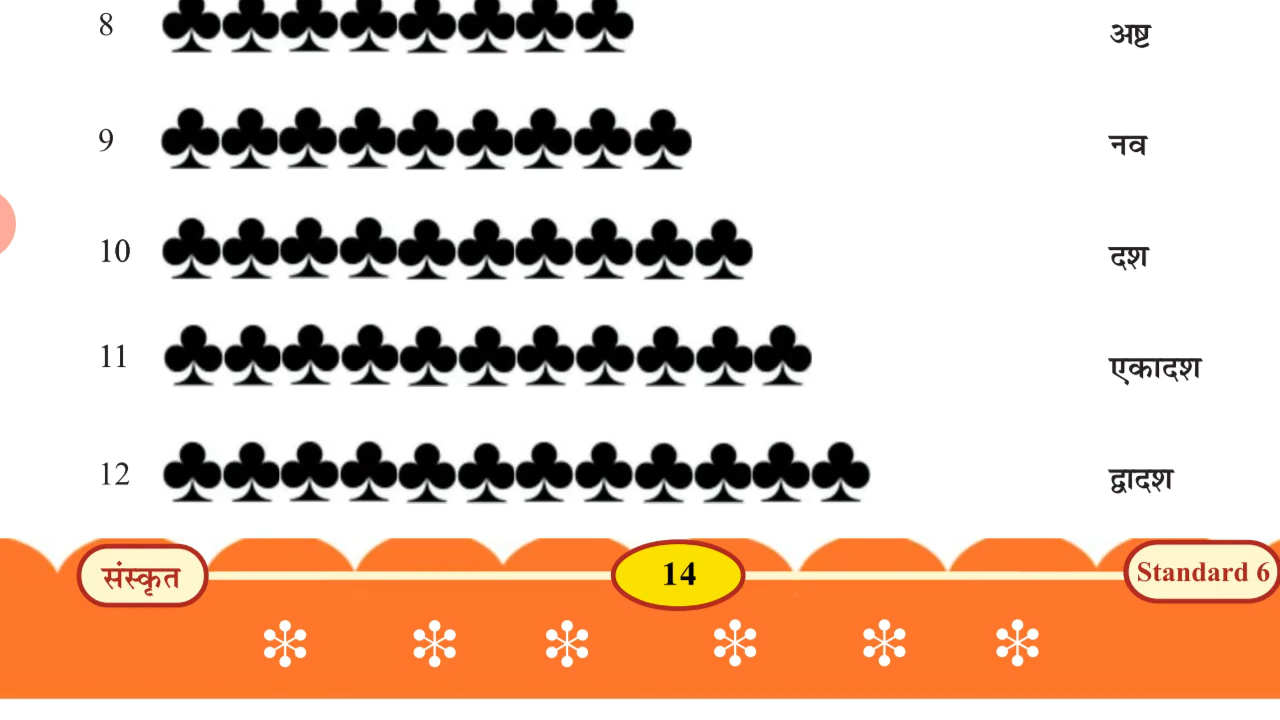 8 अष्ट
9 नव
10 दश
11 एकादश
12 द्वादश
संस्कृत 14 Standard 6